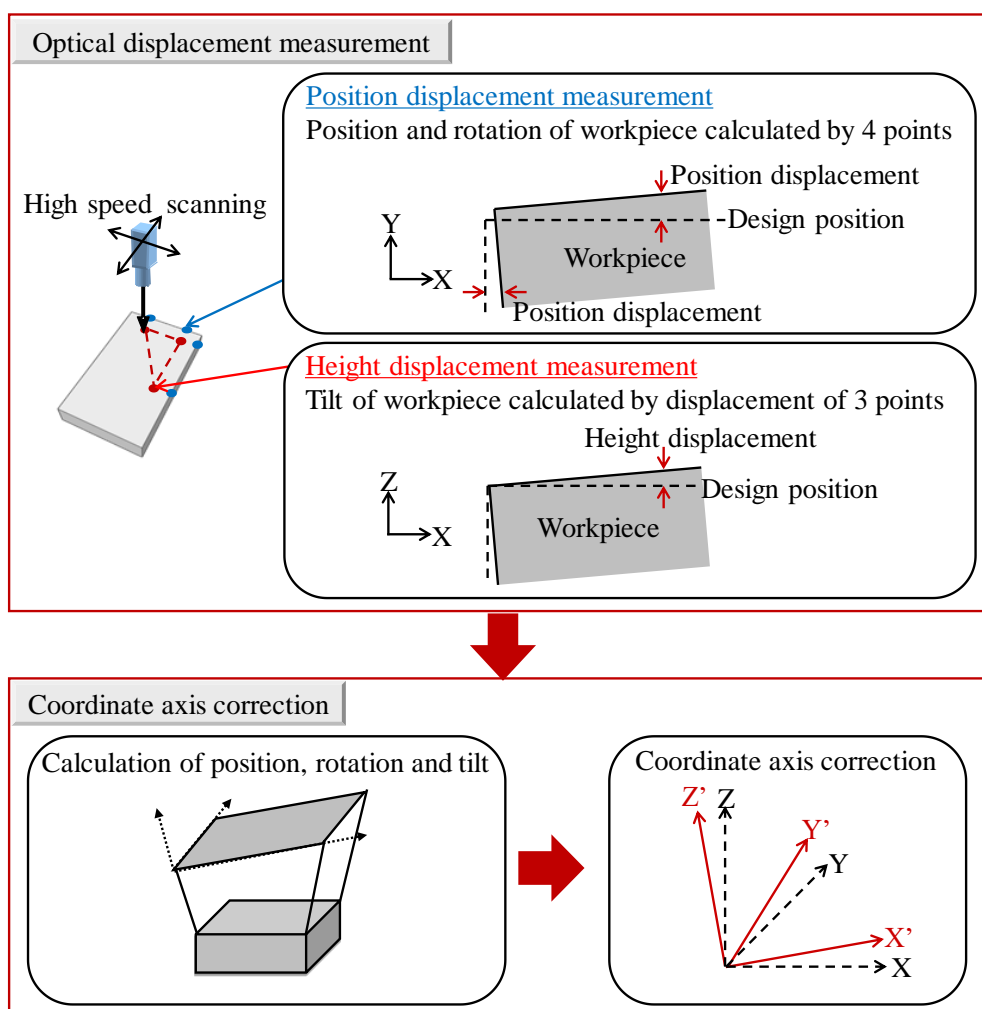 Optical displacement measurement
Position displacement measurement
Position and rotation of workpiece calculated by 4 points
Position displacement
High speed scanning
Y
Design position
Workpiece
X
Position displacement
Height displacement measurement
Tilt of workpiece calculated by displacement of 3 points
Height displacement
Z
Design position
Workpiece
X
Coordinate axis correction
Calculation of position, rotation and tilt
Coordinate axis correction
Z’
Z
Y’
Y
X’
X